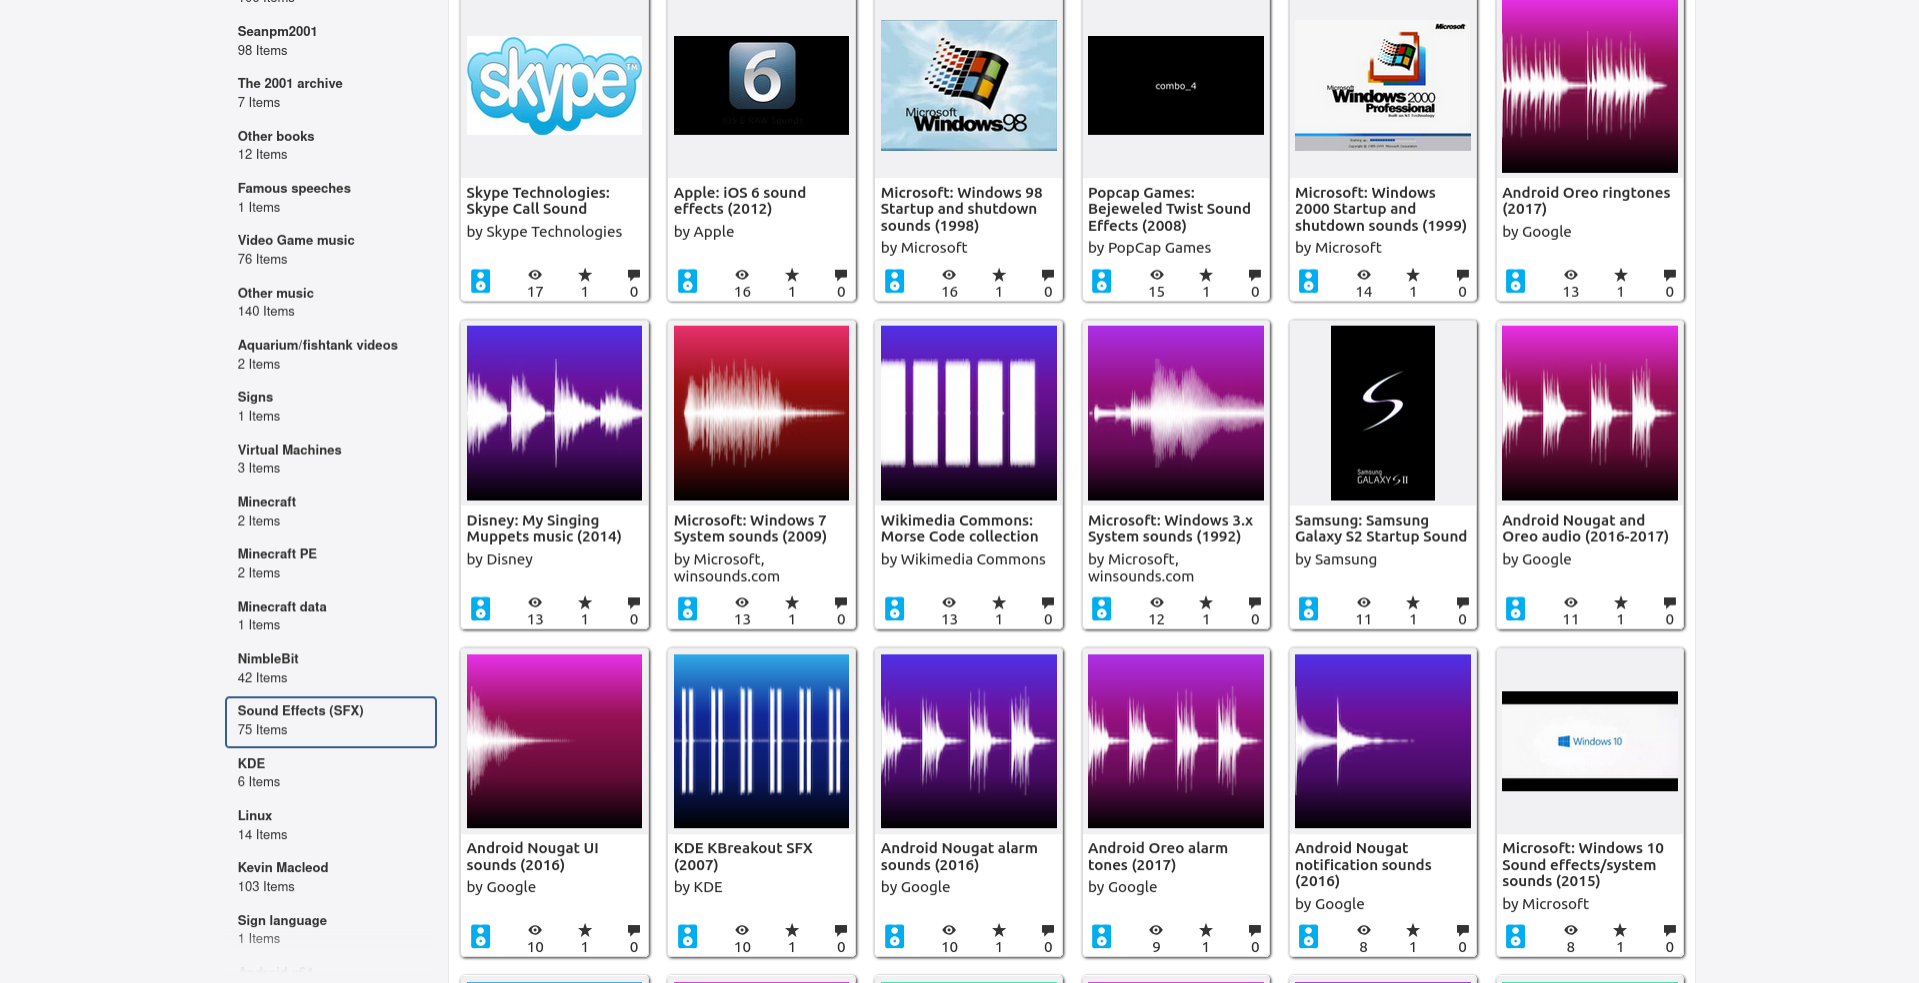 Seanpm2001
98 Items
The 2001 archive
7 Items
Other books
12 Items
Famous speeches
1 Items
Video Game music
76 Items
Other music
140 Items
Aquarium/fishtank videos
2 Items
Signs
1 Items
Virtual Machines
3 Items
Minecraft
2 Items
Minecraft PE
2 Items
Minecraft data
1 Items
NimbleBit
42 Items
Sound Effects (SFX)
75 Items
KDE
6 Items
Linux
14 Items
Kevin Macleod
103 Items
Sign language
1 Items
skype
TM
Skype Technologies:
Skype Call Sound
by Skype Technologies
17
1
0
6
iOS 6 RAW Sounds
Apple: iOS 6 sound
effects (2012)
by Apple
16
1
0
Microsoft
Windows98
Microsoft: Windows 98
Startup and shutdown
sounds (1998)
by Microsoft
16
1
0
combo_4
Popcap Games:
Bejeweled Twist Sound
Effects (2008)
by PopCap Games
15
1
0
Microsoft
Microsoft
Windows 2000
Professional
Built on NT Technology
Microsoft: Windows
2000 Startup and
shutdown sounds (1999)
by Microsoft
14
1
0
Android Oreo ringtones
(2017)
by Google
13
1
0
Disney: My Singing
Muppets music (2014)
by Disney
13
1
0
Microsoft: Windows 7
System sounds (2009)
by Microsoft,
winsounds.com
13
1
0
Wikimedia Commons:
Morse Code collection
by Wikimedia Commons
13
1
0
Microsoft: Windows 3.x
System sounds (1992)
by Microsoft,
winsounds.com
12
1
0
S
Samsung
GALAXY S II
Samsung: Samsung
Galaxy S2 Startup Sound
by Samsung
11
1
0
Android Nougat and
Oreo audio (2016-2017)
by Google
11
1
0
Android Nougat UI
sounds (2016)
by Google
10
1
0
KDE KBreakout SFX
(2007)
by KDE
10
1
0
Android Nougat alarm
sounds (2016)
by Google
10
1
0
Android Oreo alarm
tones (2017)
by Google
9
1
0
Android Nougat
notification sounds
(2016)
by Google
8
1
0
Windows 10
Microsoft: Windows 10
Sound effects/system
sounds (2015)
by Microsoft
8
1
0